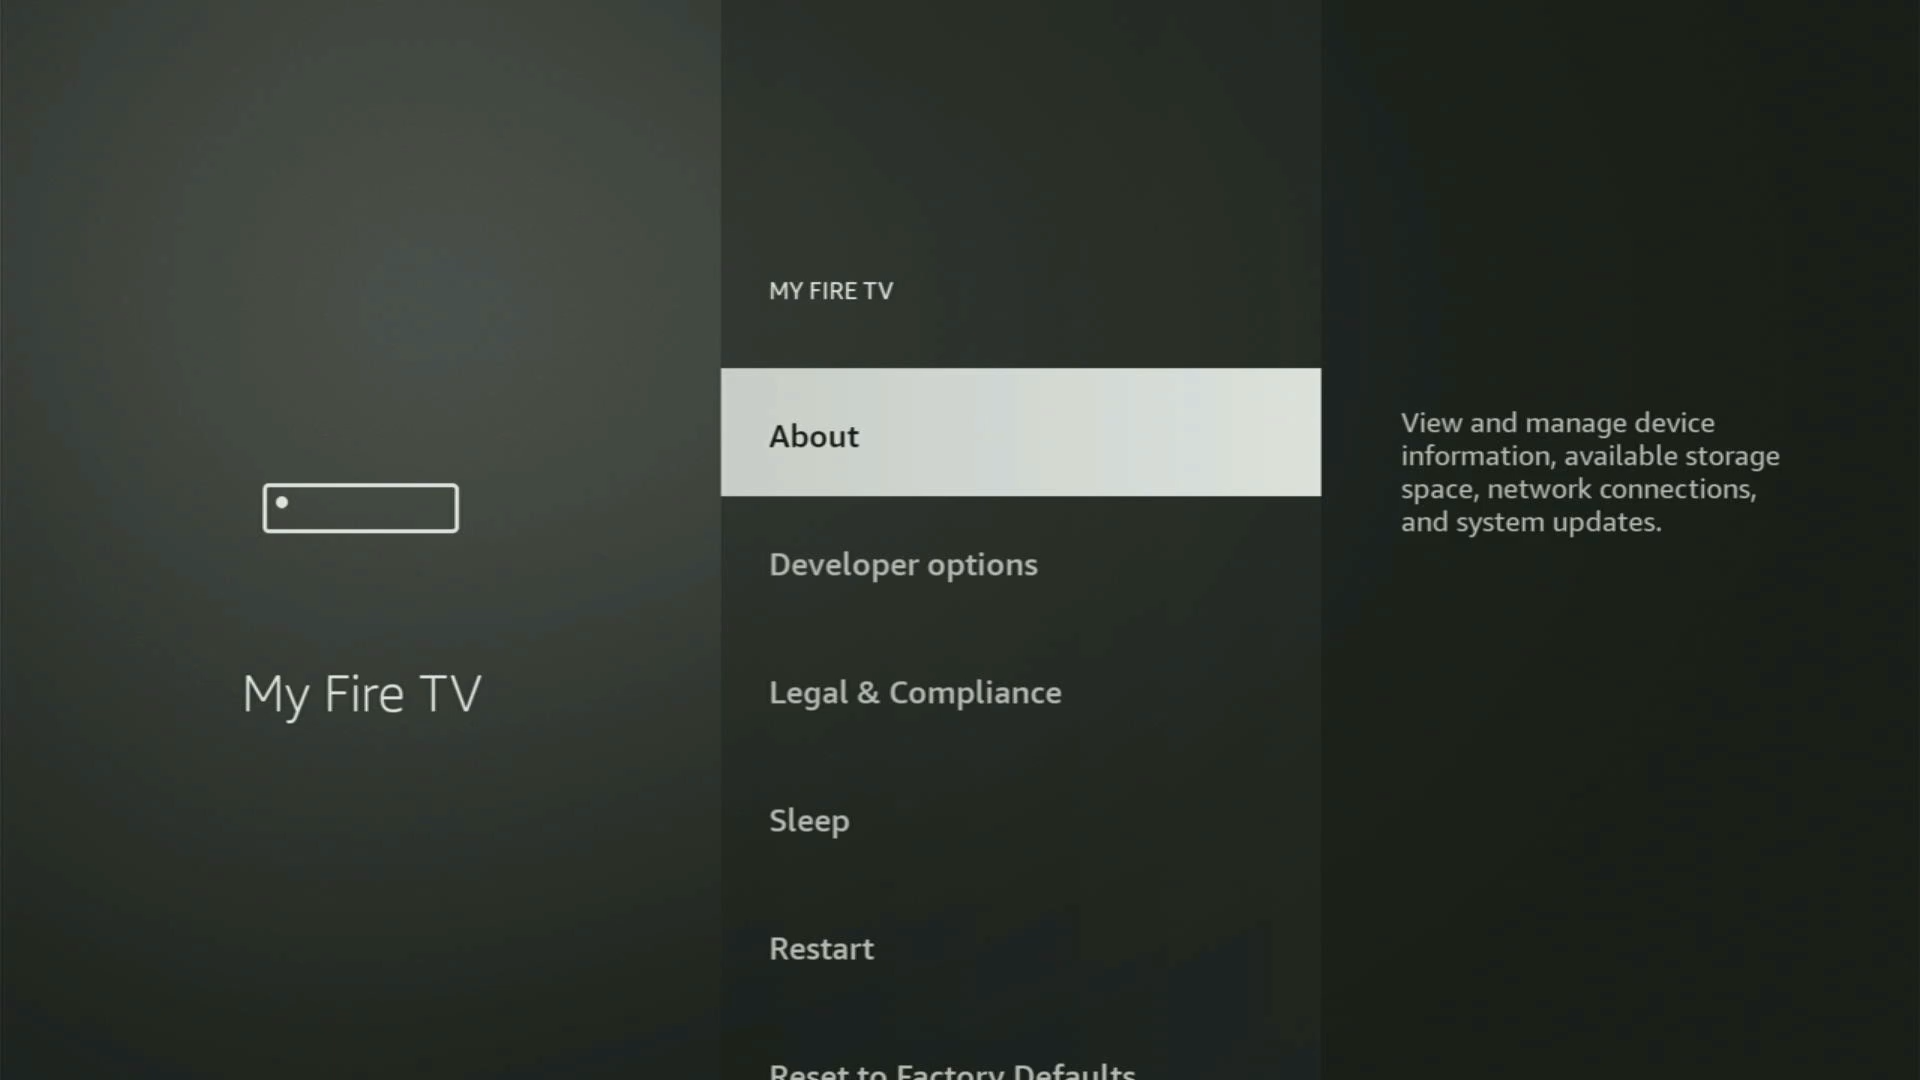 My Fire TV
MY FIRE TV
About
Developer options
Legal & Compliance
Sleep
Restart
Reset to Factory Defaults
View and manage device
information, available storage
space, network connections,
and system updates.